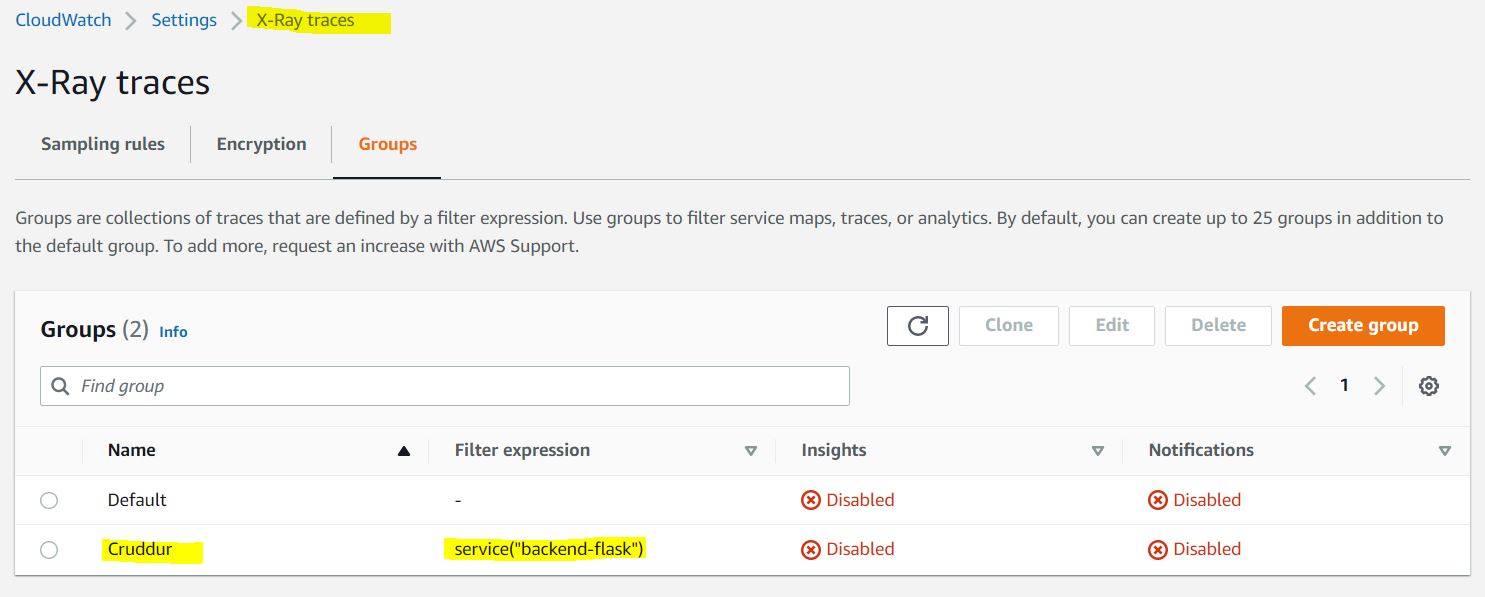 CloudWatch Settings X-Ray traces
X-Ray traces
Sampling rules Encryption Groups
Groups are collections of traces that are defined by a filter expression. Use groups to filter service maps, traces, or analytics. By default, you can create up to 25 groups in addition to
the default group. To add more, request an increase with AWS Support.
Groups (2) Info Clone Edit Delete Create group
Find group 1
Name Filter expression Insights Notifications
Default - Disabled Disabled
Cruddur service("backend-flask") Disabled Disabled